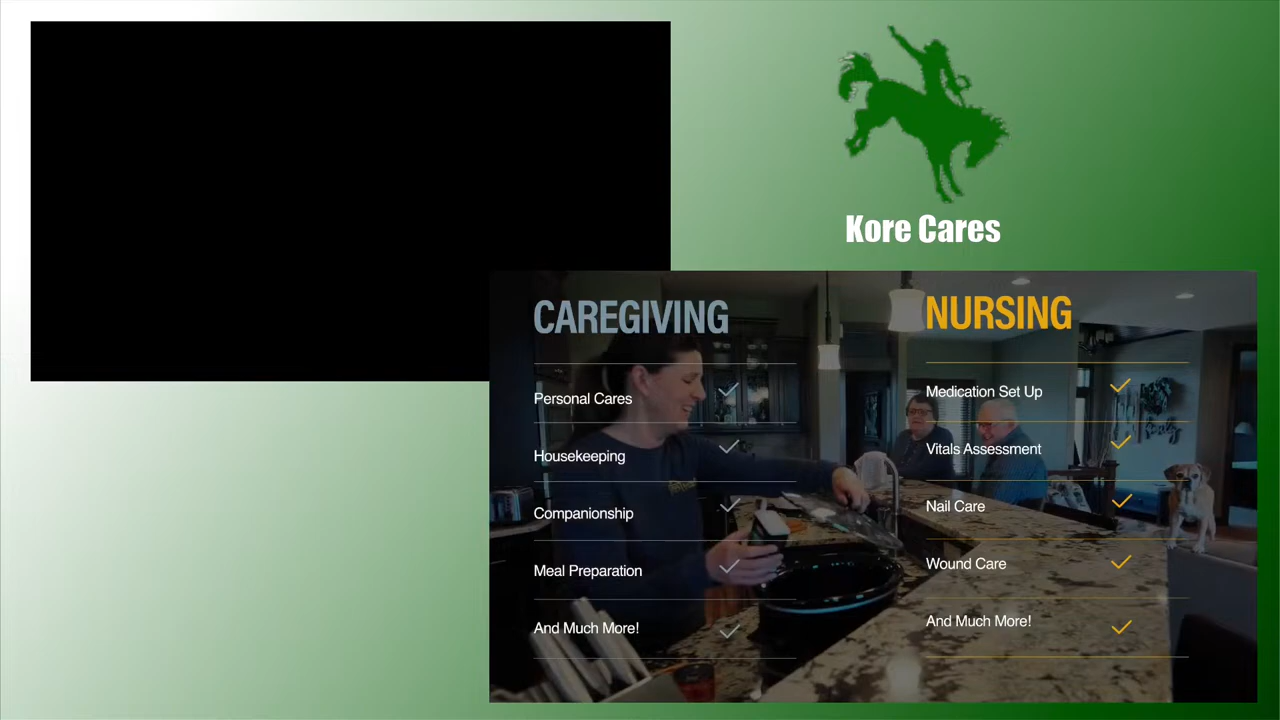 Kore Cares
CAREGIVING
Personal Cares
Housekeeping
Companionship
Meal Preparation
And Much More!
NURSING
Medication Set Up
Vitals Assessment
Nail Care
Wound Care
And Much More!